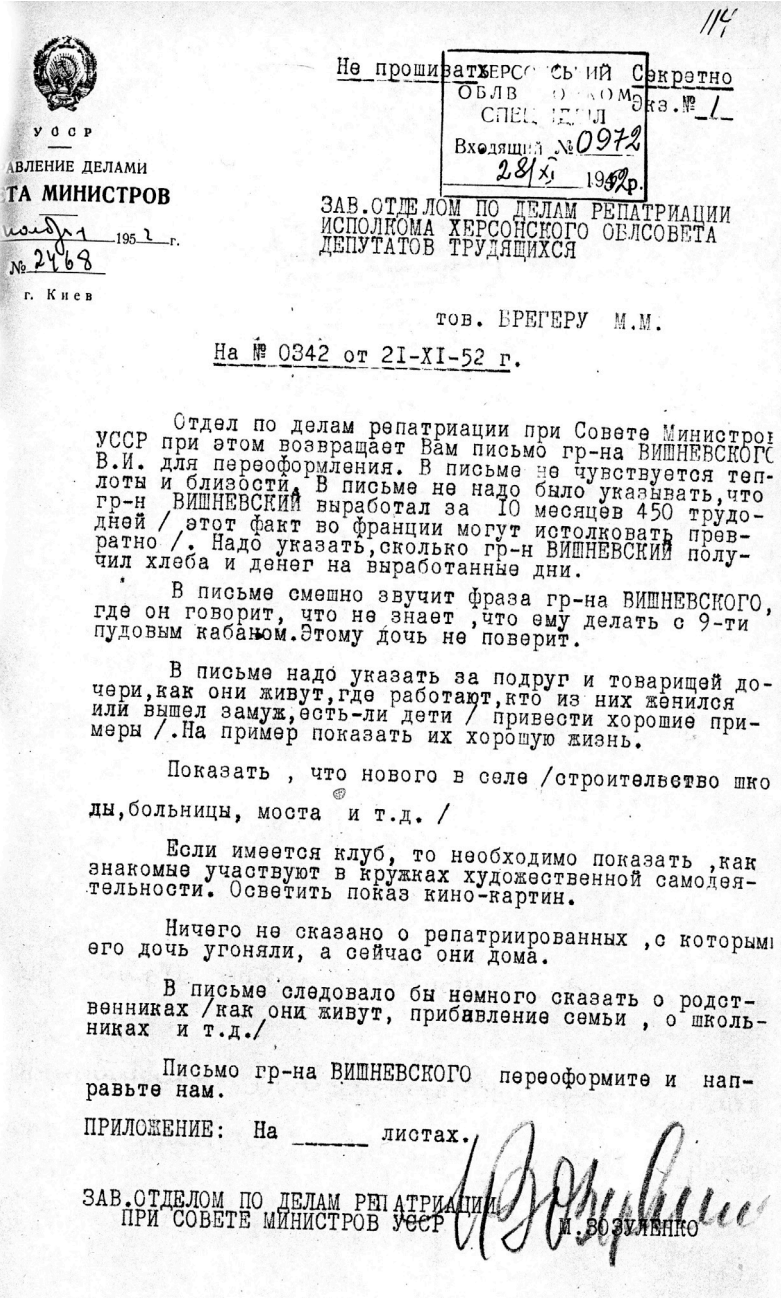 114
Не прошивать Секретно
Экз.№ 1
ХЕРСОНСЬКИЙ
ОБЛВ КОМ
СПЕЦ
Входящий № 0972
28/XI 1952р.
УССР
АВЛЕНИЕ ДЕЛАМИ
ТА МИНИСТРОВ
ноября 1952 г.
№ 2468
г. Киев
ЗАВ.ОТДЕЛОМ ПО ДЕЛАМ РЕПАТРИАЦИИ
ИСПОЛКОМА ХЕРСОНСКОГО ОБЛСОВЕТА
ДЕПУТАТОВ ТРУДЯЩИХСЯ
тов. БРЕГЕРУ М.М.
На № 0342 от 21-XI-52 г.
Отдел по делам репатриации при Совете Министров
УССР при этом возвращает Вам письмо гр-на ВИШНЕВСКОГО
В.И. для переоформления. В письме не чувствуется теп-
лоты и близости. В письме не надо было указывать,что
гр-н ВИШНЕВСКИЙ выработал за 10 месяцев 450 трудо-
дней / этот факт во франции могут истолковать прев-
ратно /. Надо указать,сколько гр-н ВИШНЕВСКИЙ полу-
чил хлеба и денег на выработанные дни.
В письме смешно звучит фраза гр-на ВИШНЕВСКОГО,
где он говорит, что не знает ,что ему делать с 9-ти
пудовым кабаном.Этому дочь не поверит.
В письме надо указать за подруг и товарищей до-
чери,как они живут,где работают,кто из них женился
или вышел замуж,есть-ли дети / привести хорошие при-
меры /.На пример показать их хорошую жизнь.
Показать , что нового в селе /строительство шко
лы,больницы, моста и т.д. /
Если имеется клуб, то необходимо показать ,как
знакомые участвуют в кружках художественной самодея-
тельности. Осветить показ кино-картин.
Ничего не сказано о репатриированных ,с которыми
его дочь угоняли, а сейчас они дома.
В письме следовало бы немного сказать о родст-
венниках /как они живут, прибавление семьи , о школь-
никах и т.д./
Письмо гр-на ВИШНЕВСКОГО переоформите и нап-
равьте нам.
ПРИЛОЖЕНИЕ: На ______ листах.
ЗАВ.ОТДЕЛОМ ПО ДЕЛАМ РЕПАТРИАЦИИ
ПРИ СОВЕТЕ МИНИСТРОВ УССР И.ВОЗУЛЕНКО